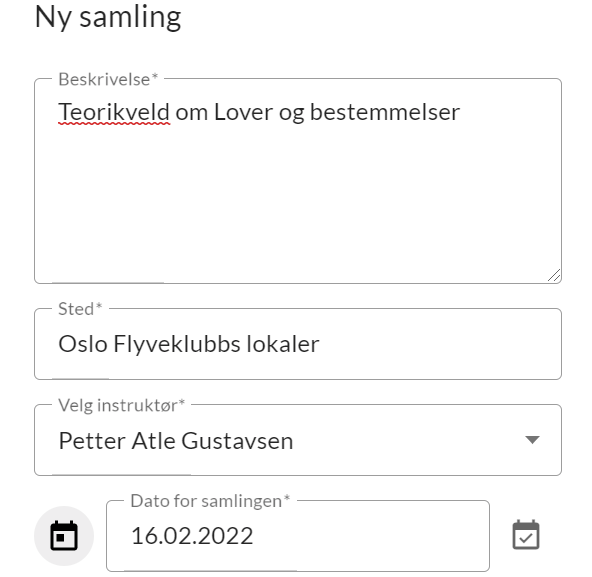 Ny samling
Beskrivelse*
Teorikveld om Lover og bestemmelser
Sted*
Oslo Flyveklubbs lokaler
Velg instruktør*
Petter Atle Gustavsen
Dato for samlingen*
16.02.2022